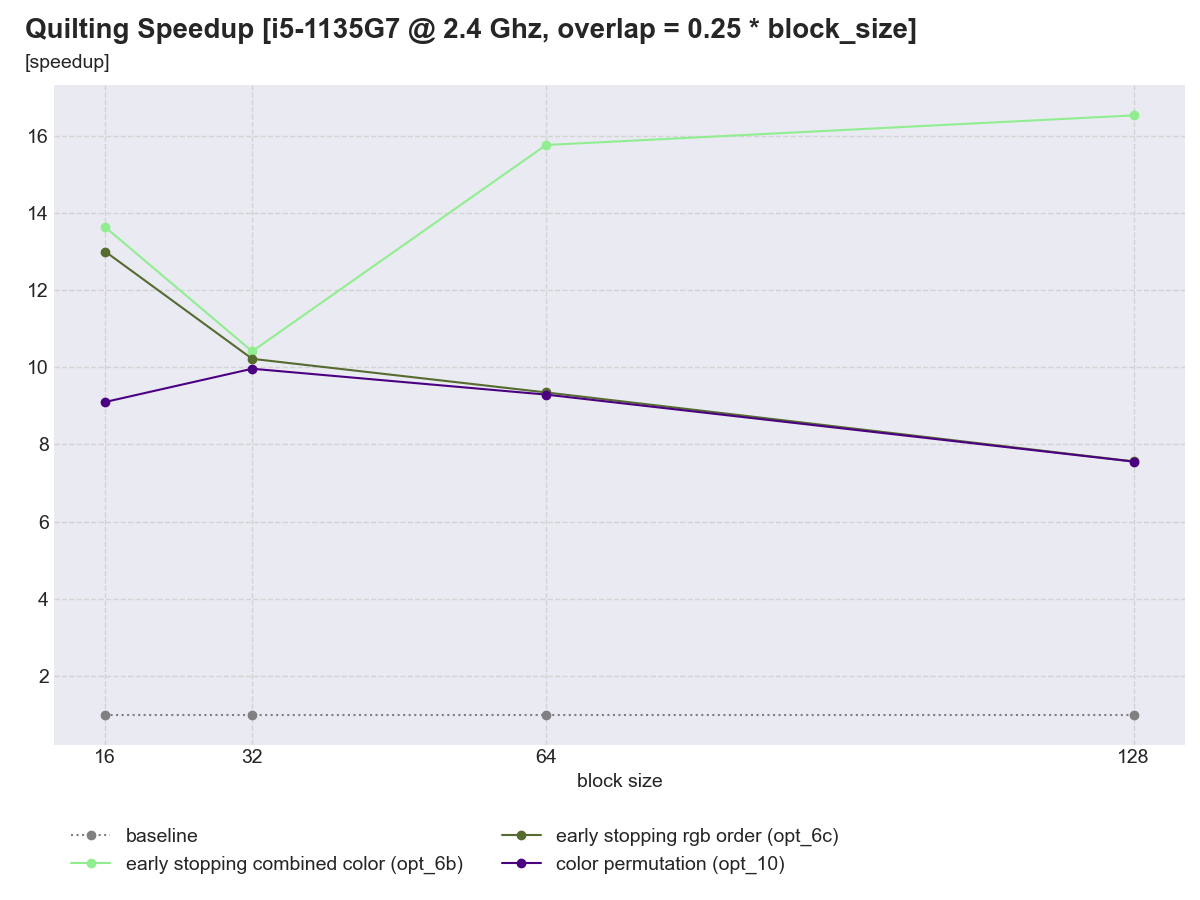 Quilting Speedup [i5-1135G7 @ 2.4 Ghz, overlap = 0.25 * block_size]
[speedup]
16
14
12
10
8
6
4
2
16 32 64 128
block size
baseline
early stopping combined color (opt_6b)
early stopping rgb order (opt_6c)
color permutation (opt_10)